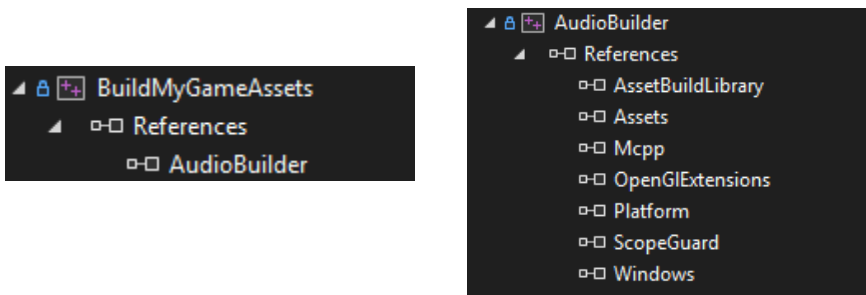 BuildMyGameAssets
References
AudioBuilder
AudioBuilder
References
AssetBuildLibrary
Assets
Mcpp
OpenGlExtensions
Platform
ScopeGuard
Windows